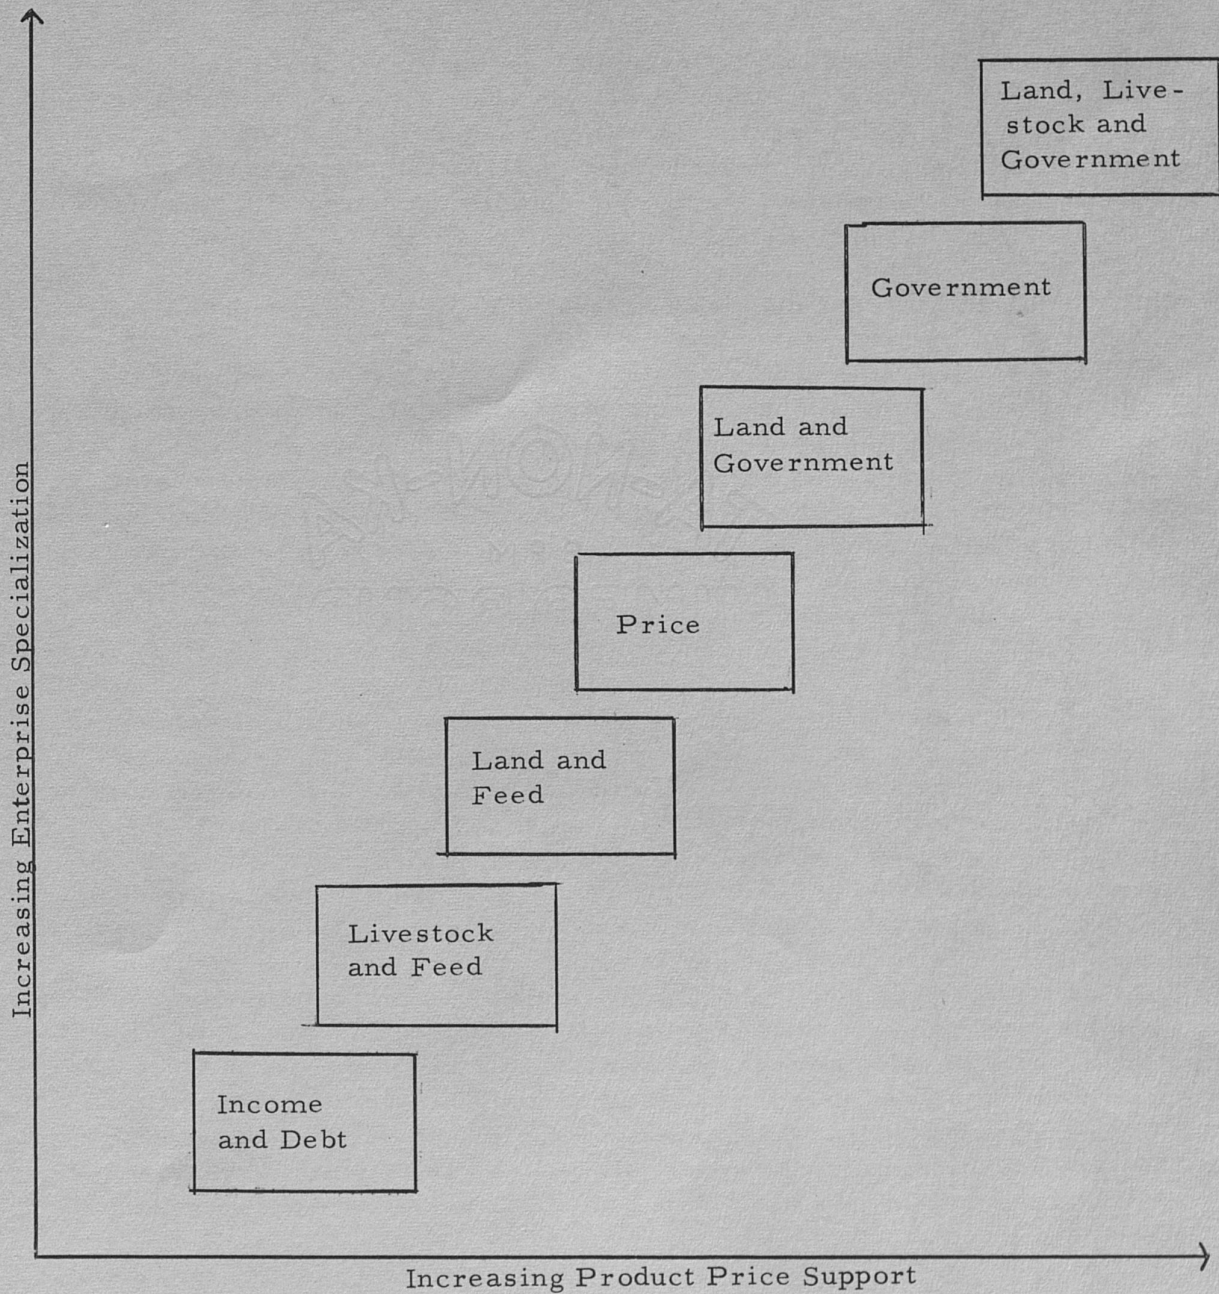 Land, Live-
stock and
Government
Government
Land and
Government
Price
Land and
Feed
Livestock
and Feed
Income
and Debt
Increasing Enterprise Specialization
Increasing Product Price Support